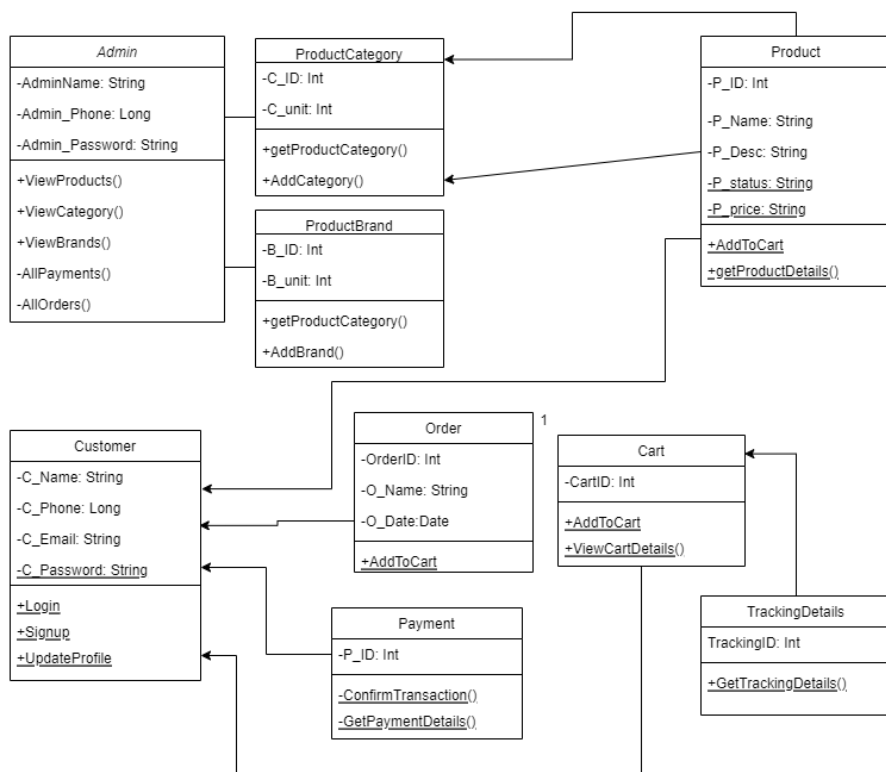 Admin
-AdminName: String
-Admin_Phone: Long
-Admin_Password: String
+ViewProducts()
+ViewCategory()
+ViewBrands()
-AllPayments()
-AllOrders()
ProductCategory
-C_ID: Int
-C_unit: Int
+getProductCategory()
+AddCategory()
ProductBrand
-B_ID: Int
-B_unit: Int
+getProductCategory()
+AddBrand()
Product
-P_ID: Int
-P_Name: String
-P_Desc: String
-P_status: String
-P_price: String
+AddToCart
+getProductDetails()
Customer
-C_Name: String
-C_Phone: Long
-C_Email: String
-C_Password: String
+Login
+Signup
+UpdateProfile
Order
1
-OrderID: Int
-O_Name: String
-O_Date:Date
+AddToCart
Cart
-CartID: Int
+AddToCart
+ViewCartDetails()
Payment
-P_ID: Int
-ConfirmTransaction()
-GetPaymentDetails()
TrackingDetails
TrackingID: Int
+GetTrackingDetails()